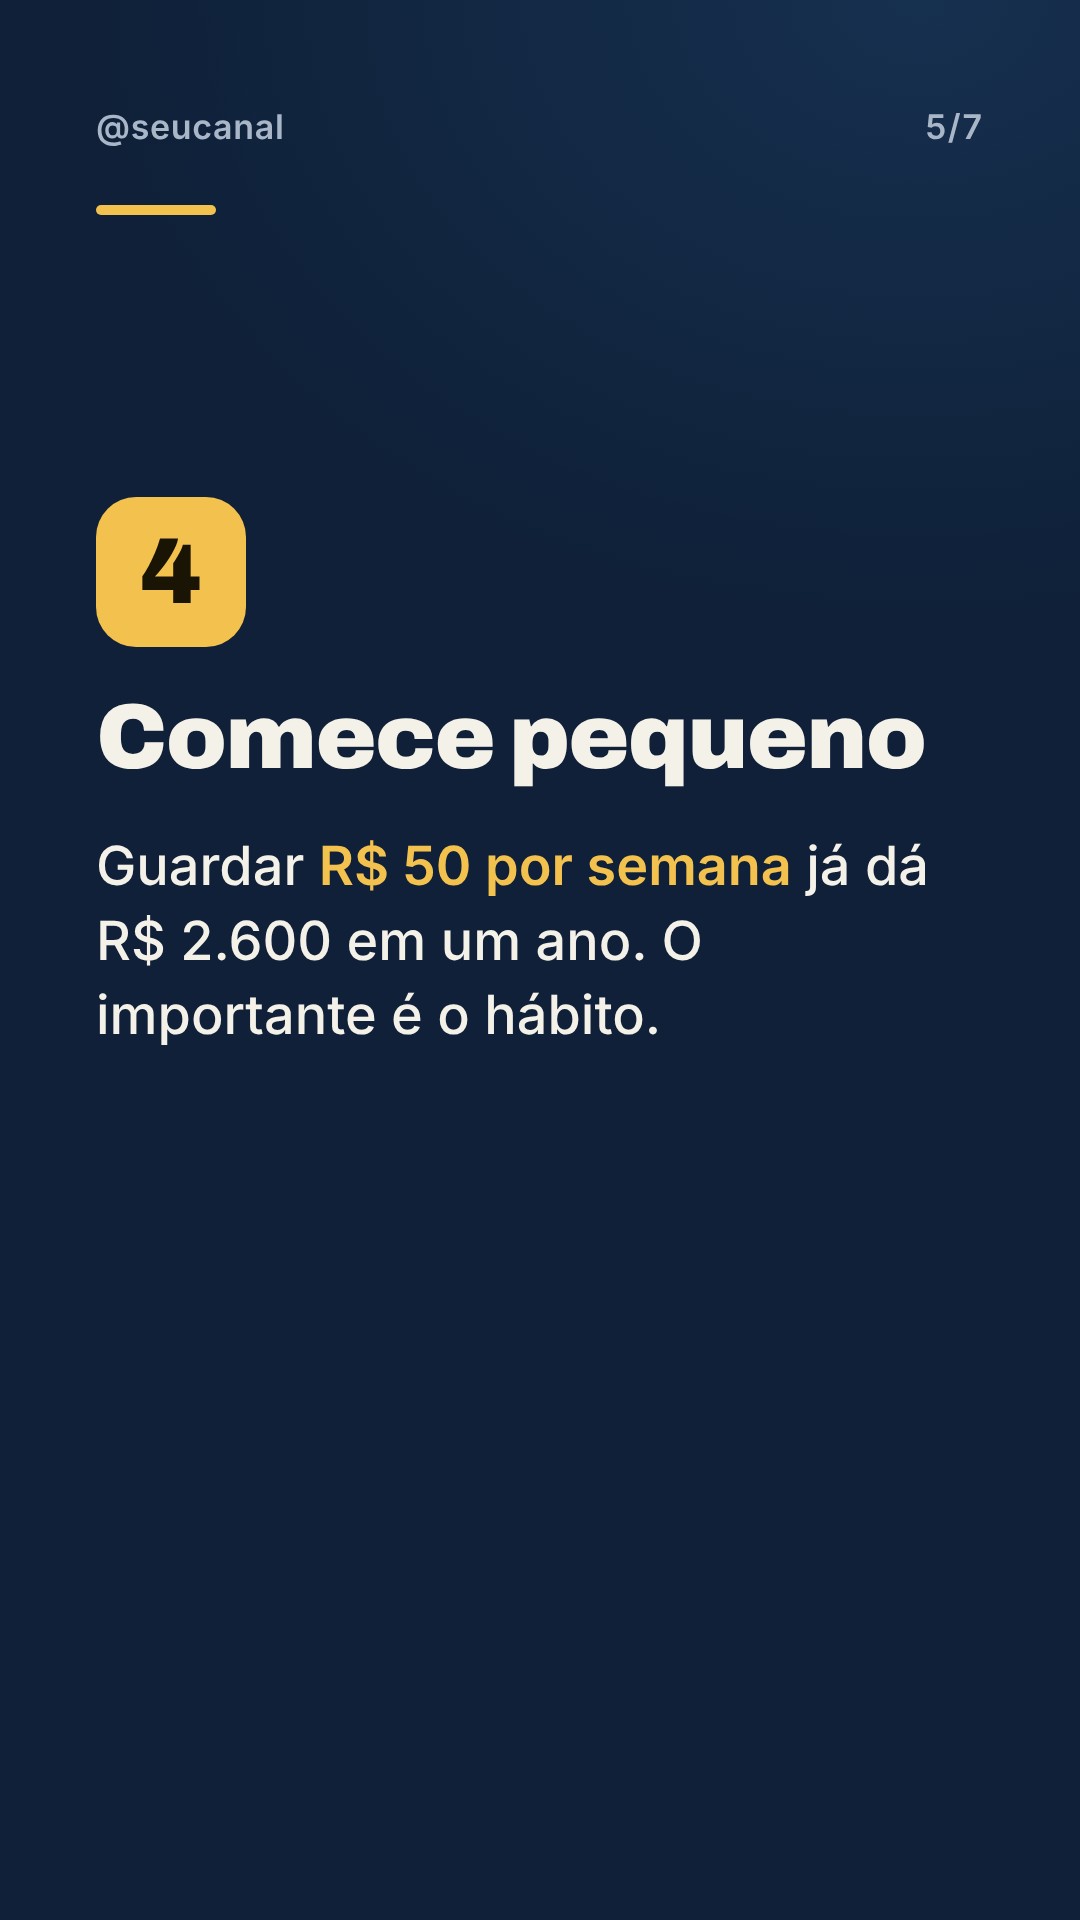 @seucanal
5/7
4
Comece pequeno
Guardar R$ 50 por semana já dá
R$ 2.600 em um ano. O
importante é o hábito.